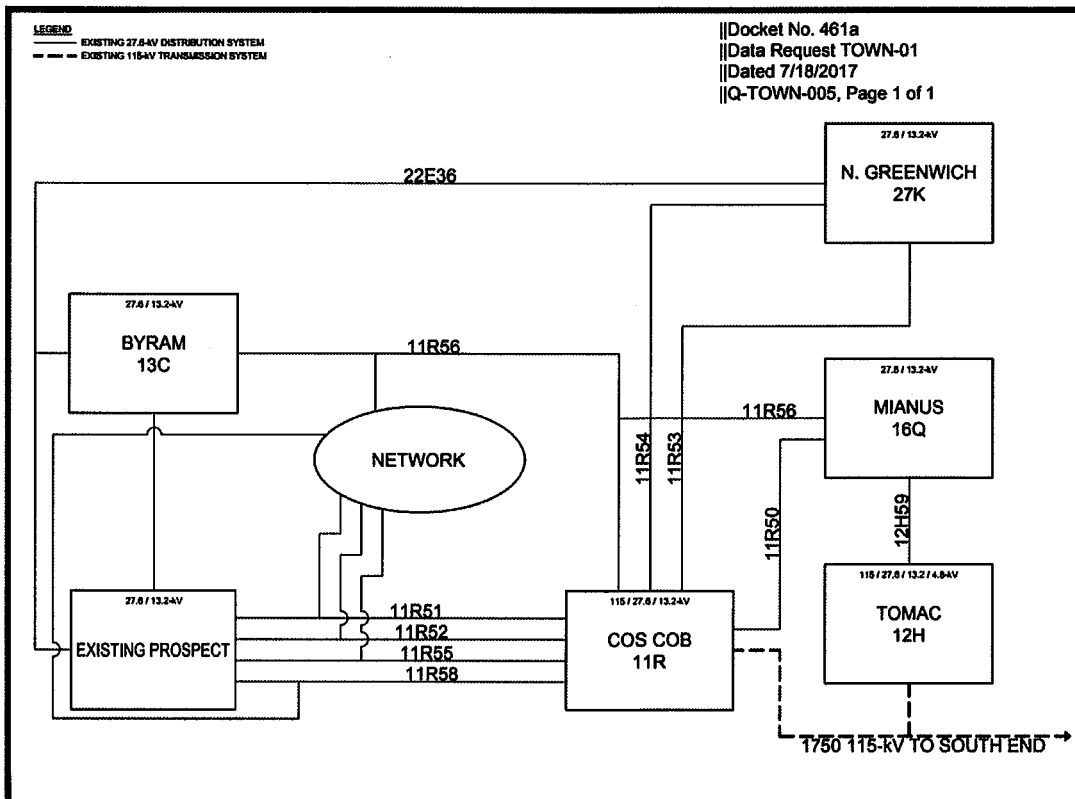 LEGEND
EXISTING 27.6-kV DISTRIBUTION SYSTEM
EXISTING 115-kV TRANSMISSION SYSTEM
||Docket No. 461a
||Data Request TOWN-01
||Dated 7/18/2017
||Q-TOWN-005, Page 1 of 1
27.6 / 13.2-kV
N. GREENWICH
27K
22E36
27.6 / 13.2-kV
BYRAM
13C
11R56
27.6 / 13.2-kV
MIANUS
16Q
11R56
NETWORK
11R54
11R53
11R50
12H59
27.6 / 13.2-kV
EXISTING PROSPECT
11R51
11R52
11R55
11R58
115 / 27.6 / 13.2-kV
COS COB
11R
115 / 27.6 / 13.2 / 4.8-kV
TOMAC
12H
1750 115-kV TO SOUTH END